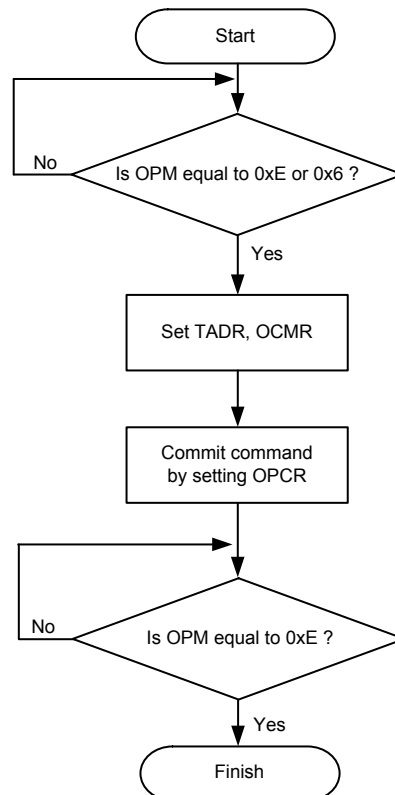 Start
No
Is OPM equal to 0xE or 0x6 ?
Yes
Set TADR, OCMR
Commit command
by setting OPCR
No
Is OPM equal to 0xE ?
Yes
Finish